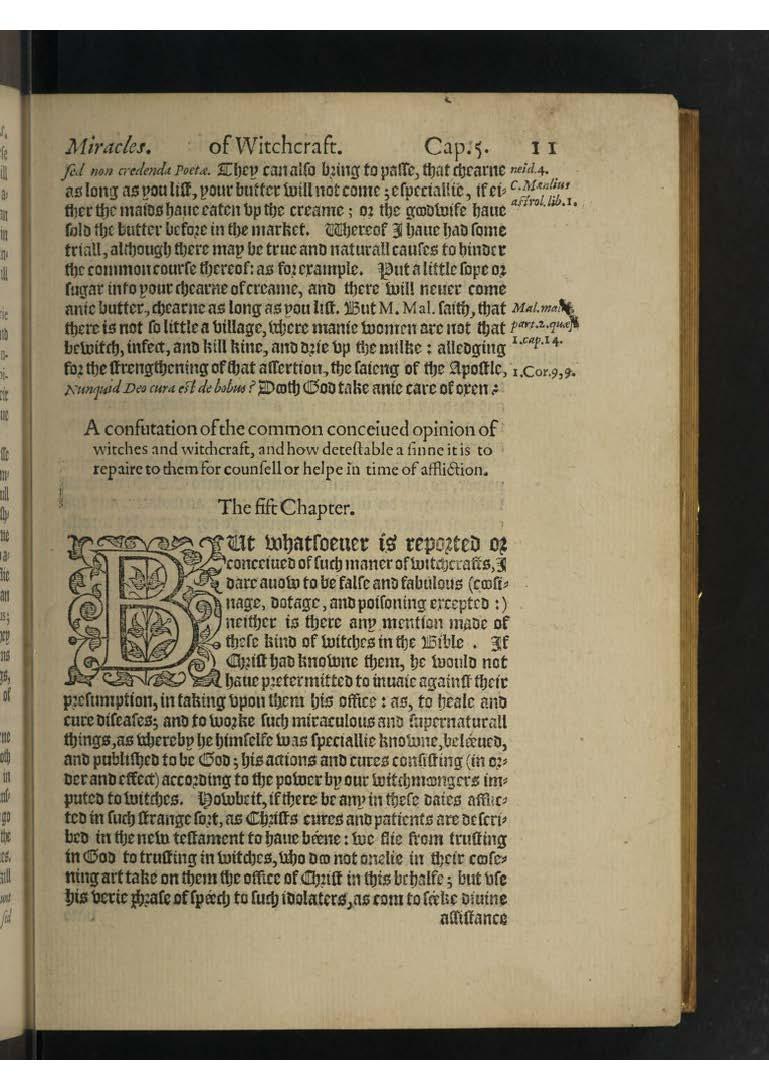 Miracles. of Witchcraft. Cap.5. 11
sed non credenda Poetæ. They can also bring to passe, that chearne
neid.4.
as long as you list, your butter will not come; especiallie, if ei-
C. Manlius
ther the maids haue eaten vp the creame; or the goodwife haue
astrol. lib. 1.
sold the butter before in the market. Whereof I haue had some
triall, although there may be true and naturall causes to hinder
the common course thereof: as for example. Put a little sope or
sugar into your chearne of creame, and there will neuer come
anie butter, chearne as long as you list. But M. Mal. saith, that
Mal. mal
there is not so little a village, where manie women are not that
part.2. quæst
bewitch, infect, and kill kine, and drie vp the milke: alledging
1. cap.14.
for the strengthening of that assertion, the saieng of the Apostle,
1.Cor.9,9.
Nunquid Deo cura est de bobus? Dooth God take anie care of oxen?
A confutation of the common conceiued opinion of
witches and witchcraft, and how detestable a sinne it is to
repaire to them for counsell or helpe in time of affliction.
The fift Chapter.
BUt whatsoeuer is reported or
conceiued of such maner of witchcrafts, I
dare auow to be false and fabulous (coosi-
nage, dotage, and poisoning excepted:)
neither is there any mention made of
these kind of witches in the Bible. If
Christ had knowne them, he would not
haue pretermitted to inuaie against their
presumption, in taking vpon them his office: as, to heale and
cure diseases; and to worke such miraculous and supernaturall
things, as whereby he himselfe was speciallie knowne, beleeued,
and published to be God; his actions and cures consisting (in or-
der and effect) according to the power by our witchmoongers im-
puted to witches. Howbeit, if there be any in these daies afflic-
ted in such strange sort, as Christs cures and patients are descri-
bed in the new testament to haue beene: we flie from trusting
in God to trusting in witches, who doo not onelie in their coose-
ning art take on them the office of Christ in this behalfe; but vse
his verie phrase of speech to such idolaters, as com to seeke diuine
assistance